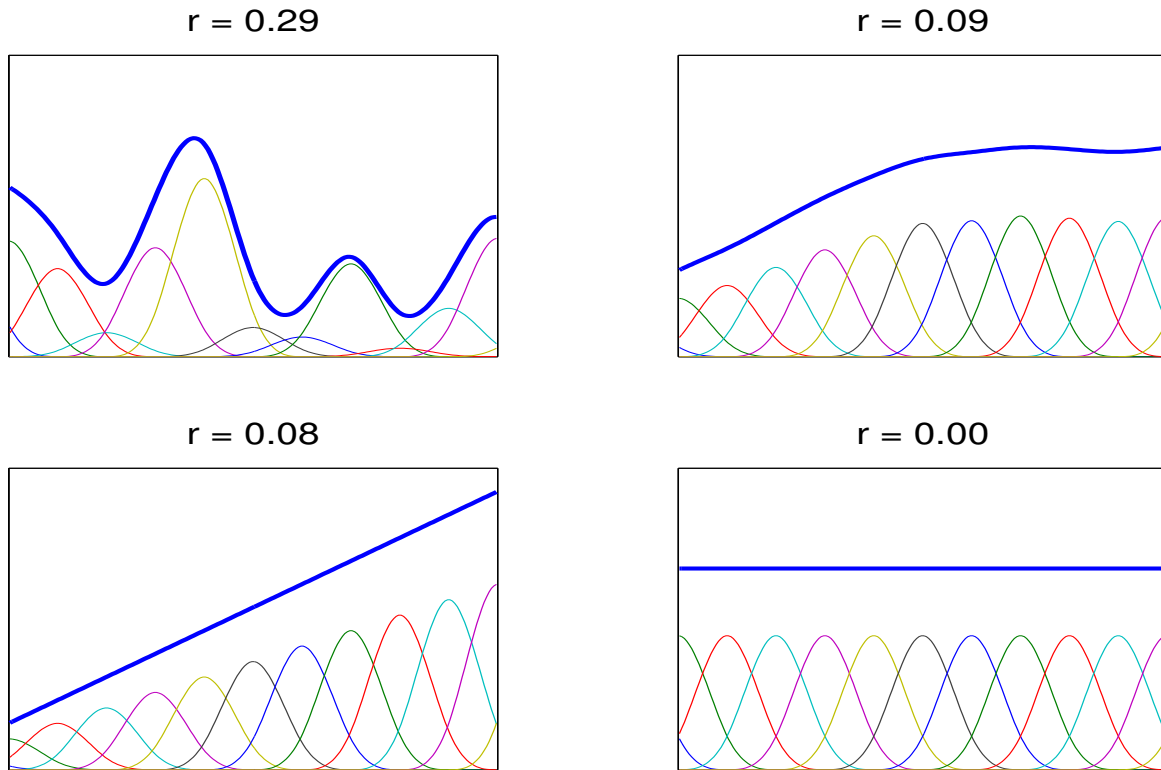 r = 0.29
r = 0.09
r = 0.08
r = 0.00